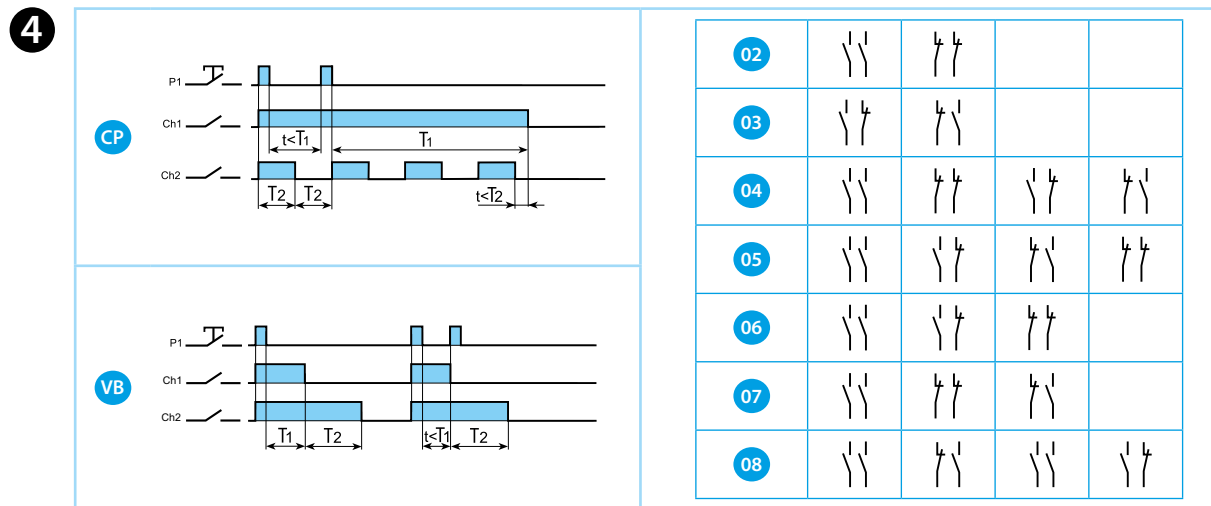 4
P1
Ch1
CP
t<T1 T1
Ch2
T2 T2 t<T2
P1
Ch1
VB
Ch2
T1 T2 t<T1 T2
02
03
04
05
06
07
08